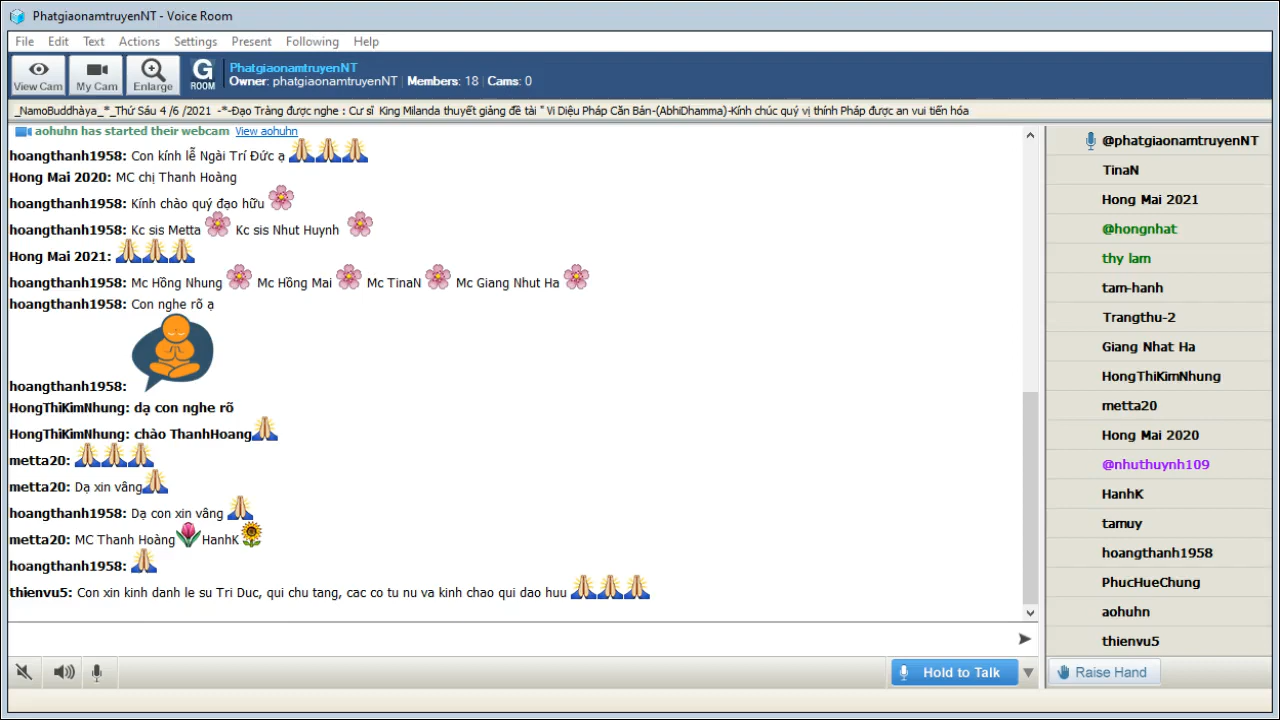 PhatgiaonamtruyenNT - Voice Room
File Edit Text Actions Settings Present Following Help
View Cam My Cam Enlarge G ROOM
PhatgiaonamtruyenNT
Owner: phatgiaonamtruyenNT | Members: 18 | Cams: 0
_NamoBuddhàya_*_Thứ Sáu 4 /6 /2021 -*-Đạo Tràng được nghe : Cư sĩ King Milanda thuyết giảng đề tài " Vi Diệu Pháp Căn Bản-(AbhiDhamma)-Kính chúc quý vị thính Pháp được an vui tiến hóa
aohuhn has started their webcam View aohuhn
hoangthanh1958: Con kính lễ Ngài Trí Đức ạ
Hong Mai 2020: MC chị Thanh Hoàng
hoangthanh1958: Kính chào quý đạo hữu
hoangthanh1958: Kc sis Metta Kc sis Nhut Huynh
Hong Mai 2021:
hoangthanh1958: Mc Hồng Nhung Mc Hồng Mai Mc TinaN Mc Giang Nhut Ha
hoangthanh1958: Con nghe rõ ạ
hoangthanh1958:
HongThiKimNhung: dạ con nghe rõ
HongThiKimNhung: chào ThanhHoang
metta20:
metta20: Dạ xin vâng
hoangthanh1958: Dạ con xin vâng
metta20: MC Thanh Hoàng HanhK
hoangthanh1958:
thienvu5: Con xin kinh danh le su Tri Duc, qui chu tang, cac co tu nu va kinh chao qui dao huu
Hold to Talk
@phatgiaonamtruyenNT
TinaN
Hong Mai 2021
@hongnhat
thy lam
tam-hanh
Trangthu-2
Giang Nhat Ha
HongThiKimNhung
metta20
Hong Mai 2020
@nhuthuynh109
HanhK
tamuy
hoangthanh1958
PhucHueChung
aohuhn
thienvu5
Raise Hand